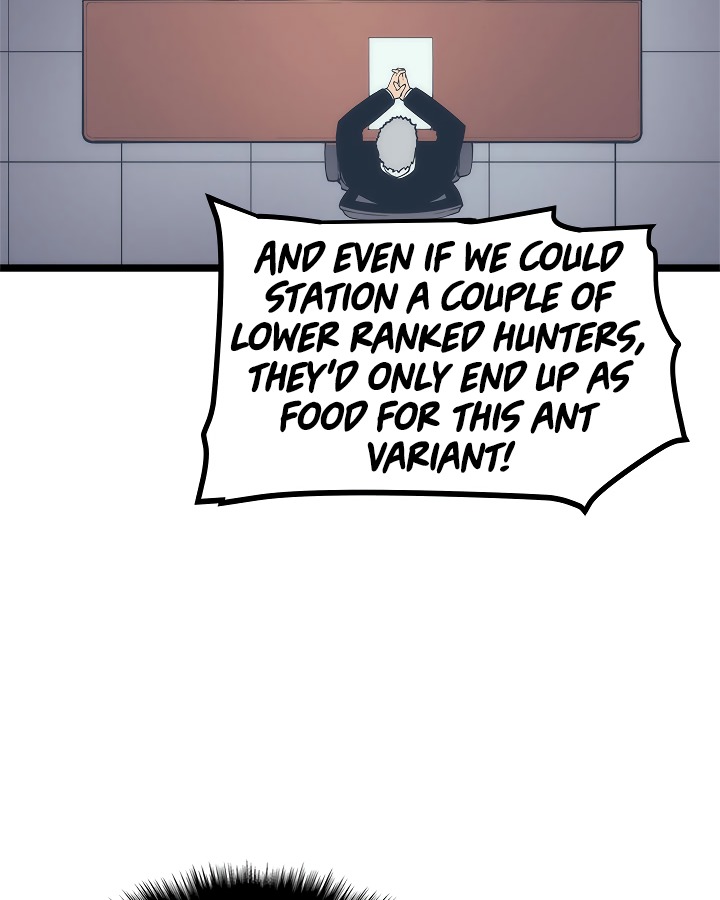 AND EVEN IF WE COULD
STATION A COUPLE OF
LOWER RANKED HUNTERS,
THEY'D ONLY END UP AS
FOOD FOR THIS ANT
VARIANT!